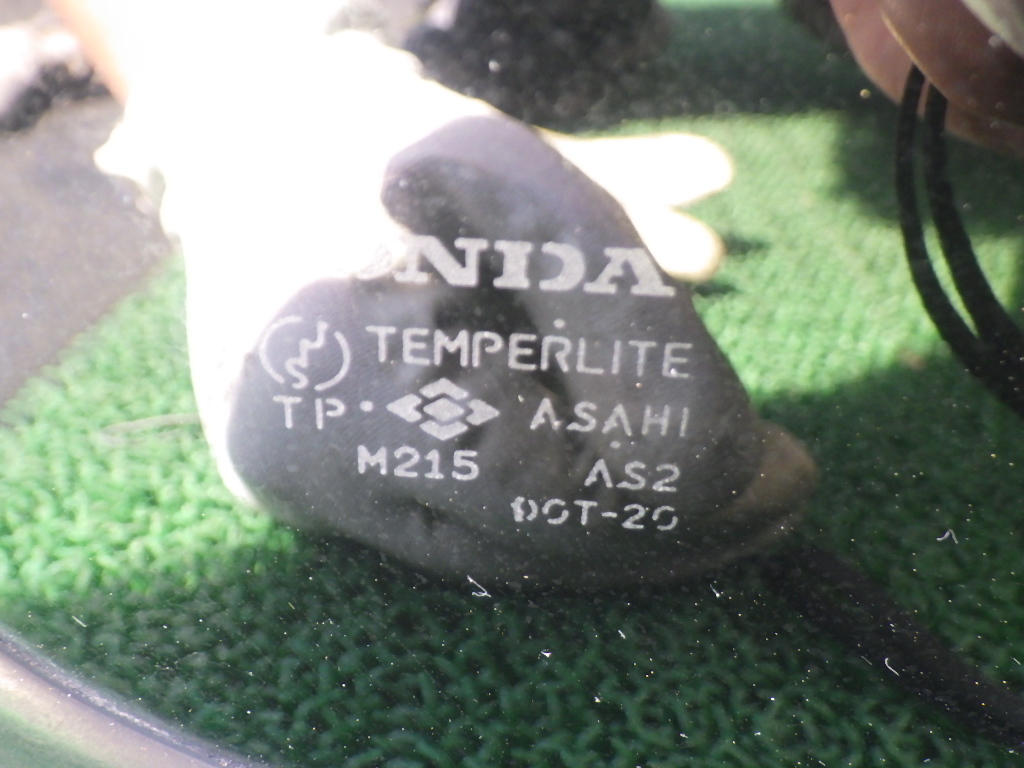 NDA
TEMPERLITE
TP · ASAHI
M215 AS2
DOT-20